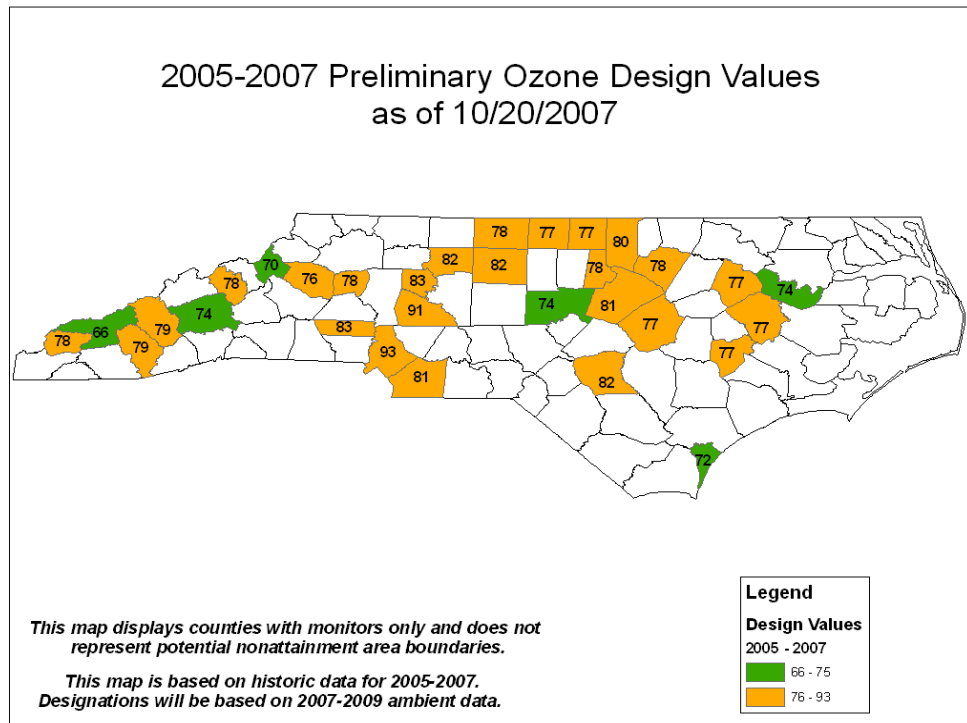 2005-2007 Preliminary Ozone Design Values
as of 10/20/2007
78 77 77 80
70 82 82 78 78
76 78 83 77 74
78 91 74 81
74 77 77
66 79 83
78 79 93 77
81 82
72
Legend
Design Values
2005 - 2007
66 - 75
76 - 93
This map displays counties with monitors only and does not
represent potential nonattainment area boundaries.
This map is based on historic data for 2005-2007.
Designations will be based on 2007-2009 ambient data.